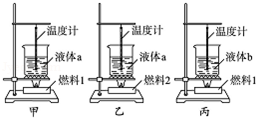 温度计 温度计 温度计
液体a 液体a 液体b
燃料1 燃料2 燃料1
甲 乙 丙